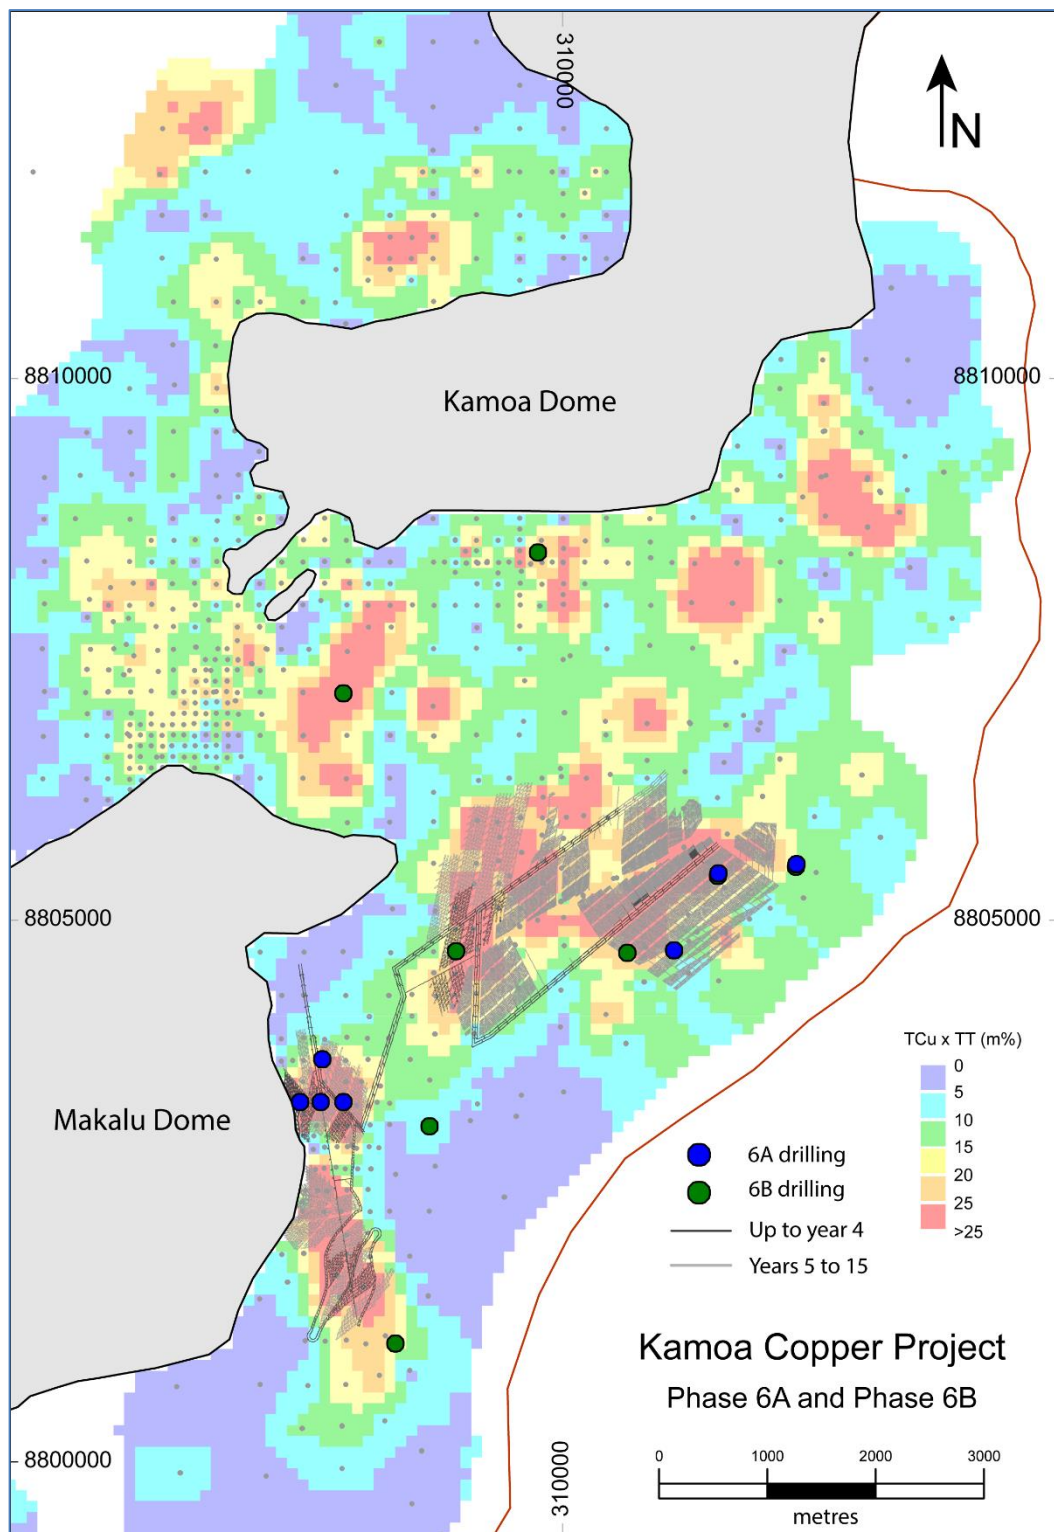 310000
N
8810000
8810000
Kamoa Dome
8805000
8805000
TCu x TT (m%)
0
5
10
15
20
25
>25
Makalu Dome
6A drilling
6B drilling
Up to year 4
Years 5 to 15
Kamoa Copper Project
Phase 6A and Phase 6B
8800000
310000
0
1000
2000
3000
metres